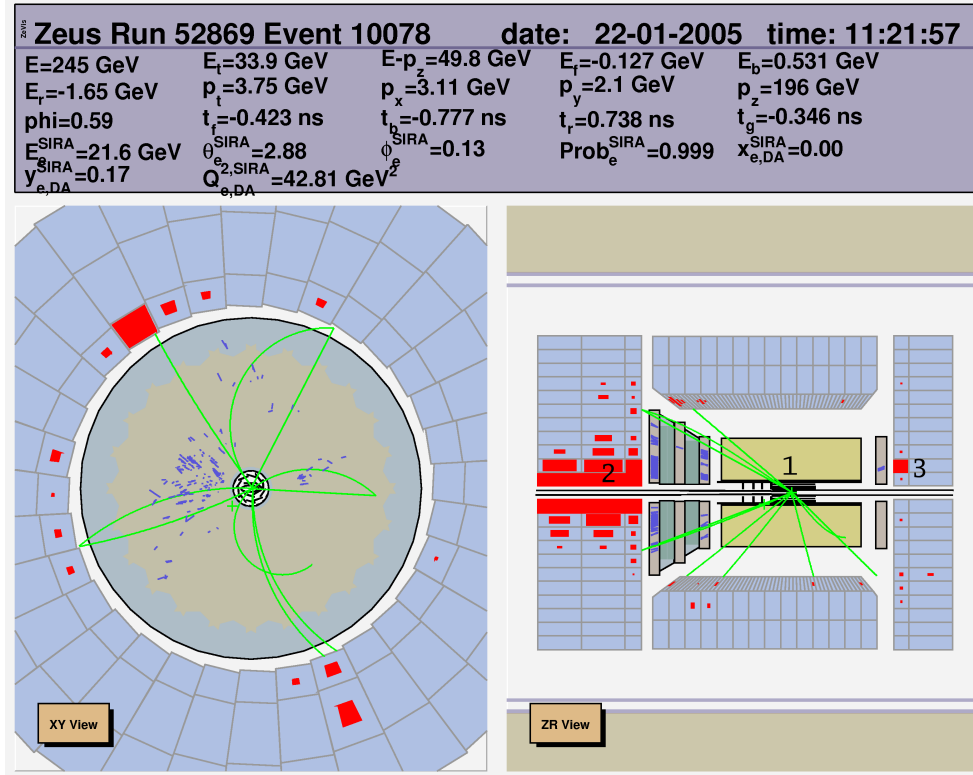 ZeVis
Zeus Run 52869 Event 10078 date: 22-01-2005 time: 11:21:57
E=245 GeV E_t=33.9 GeV E-p_z=49.8 GeV E_f=-0.127 GeV E_b=0.531 GeV
E_r=-1.65 GeV p_t=3.75 GeV p_x=3.11 GeV p_y=2.1 GeV p_z=196 GeV
phi=0.59 t_f=-0.423 ns t_b=-0.777 ns t_r=0.738 ns t_g=-0.346 ns
E_e^SIRA=21.6 GeV θ_e^SIRA=2.88 ϕ_e^SIRA=0.13 Prob_e^SIRA=0.999 x_e,DA^SIRA=0.00
y_e,DA^SIRA=0.17 Q_e,DA^2,SIRA=42.81 GeV^2
1
2
3
XY View
ZR View